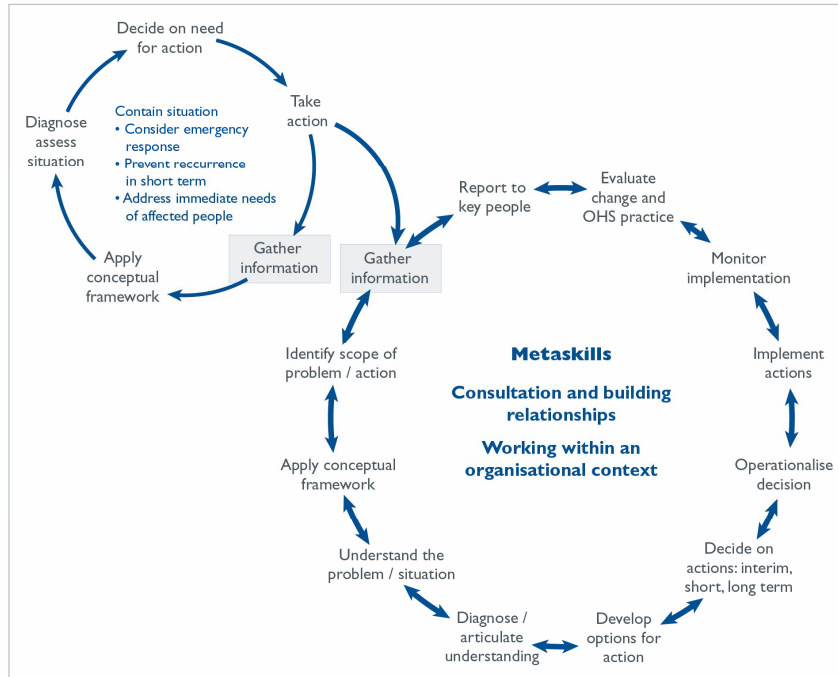 Decide on need
for action
Take
action
Contain situation
• Consider emergency
response
• Prevent reccurrence
in short term
• Address immediate needs
of affected people
Diagnose
assess
situation
Apply
conceptual
framework
Gather
information
Gather
information
Report to
key people
Evaluate
change and
OHS practice
Monitor
implementation
Implement
actions
Operationalise
decision
Decide on
actions: interim,
short, long term
Develop
options for
action
Diagnose /
articulate
understanding
Understand the
problem / situation
Apply conceptual
framework
Identify scope of
problem / action
Metaskills
Consultation and building
relationships
Working within an
organisational context